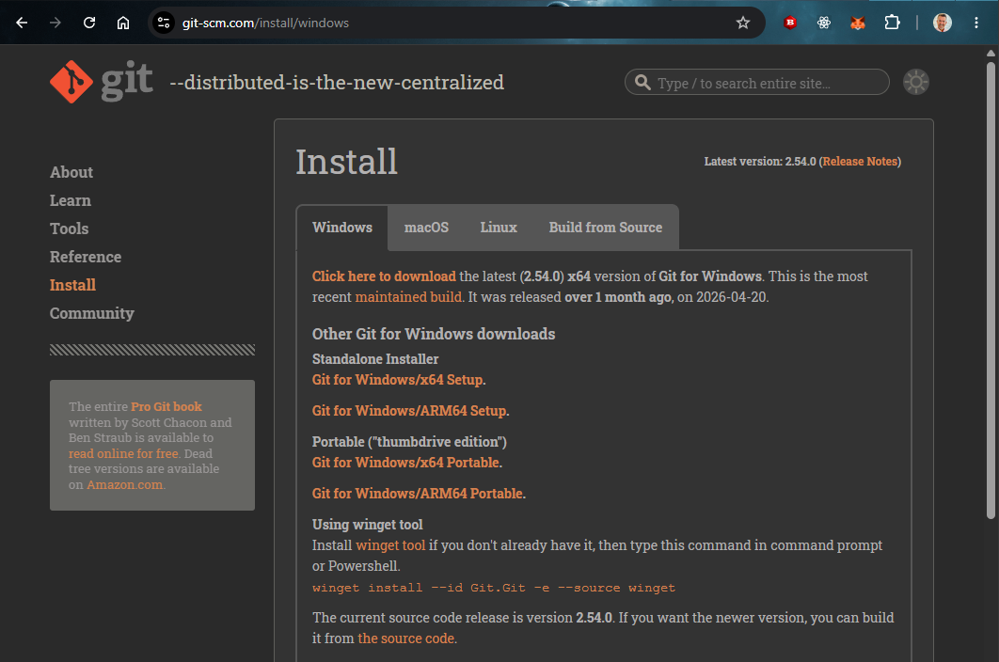 git-scm.com/install/windows
git --distributed-is-the-new-centralized
Type / to search entire site...
About
Learn
Tools
Reference
Install
Community
The entire Pro Git book
written by Scott Chacon and
Ben Straub is available to
read online for free. Dead
tree versions are available
on Amazon.com.
Install
Latest version: 2.54.0 (Release Notes)
Windows macOS Linux Build from Source
Click here to download the latest (2.54.0) x64 version of Git for Windows. This is the most
recent maintained build. It was released over 1 month ago, on 2026-04-20.
Other Git for Windows downloads
Standalone Installer
Git for Windows/x64 Setup.
Git for Windows/ARM64 Setup.
Portable ("thumbdrive edition")
Git for Windows/x64 Portable.
Git for Windows/ARM64 Portable.
Using winget tool
Install winget tool if you don't already have it, then type this command in command prompt
or Powershell.
winget install --id Git.Git -e --source winget
The current source code release is version 2.54.0. If you want the newer version, you can build
it from the source code.